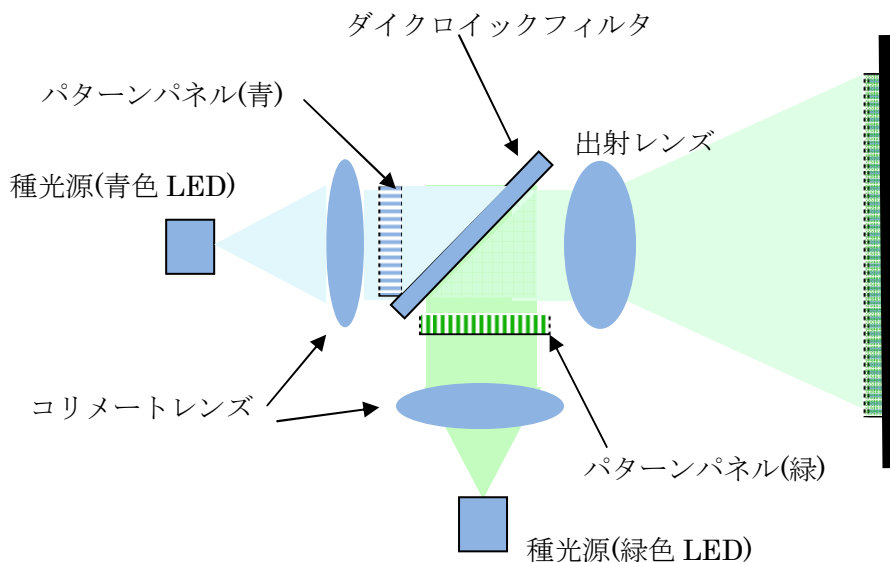 ダイクロイックフィルタ
パターンパネル(青)
出射レンズ
種光源(青色 LED)
コリメートレンズ
パターンパネル(緑)
種光源(緑色 LED)